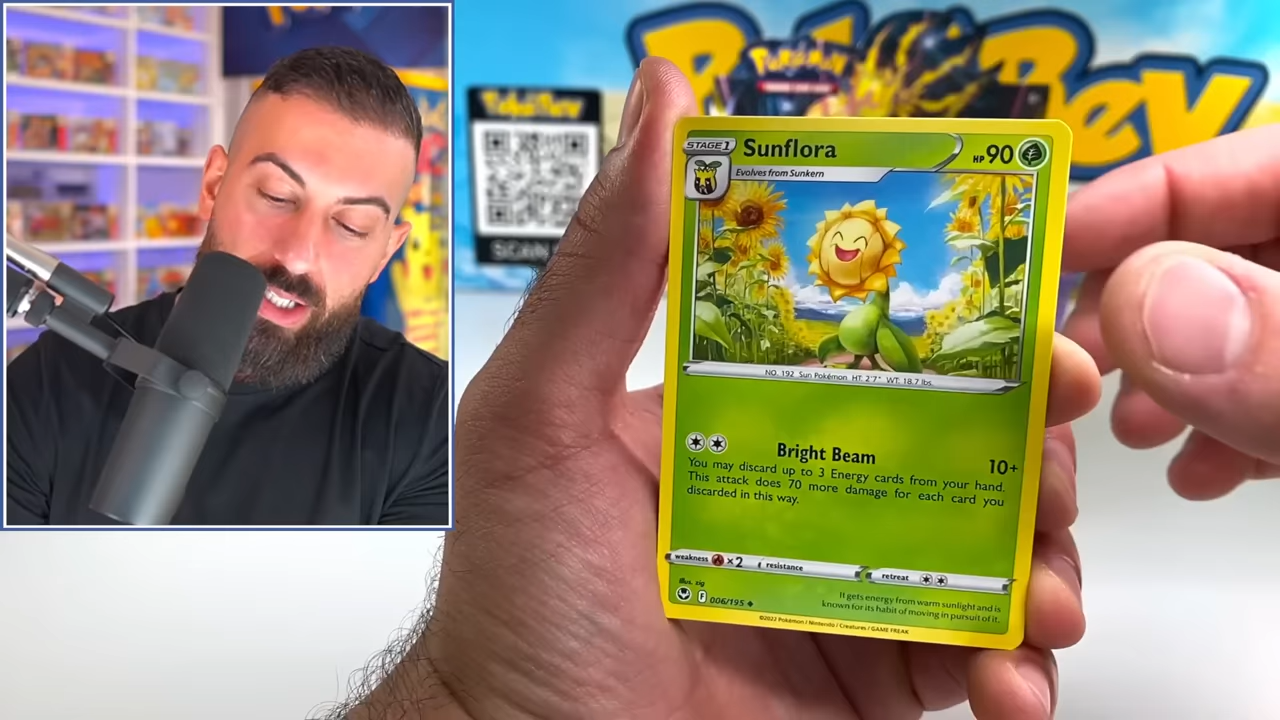 Pokémon
PokéRev
SCAN
STAGE 1
Sunflora
HP 90
Evolves from Sunkern
NO. 192 Sun Pokémon HT: 2'7" WT: 18.7 lbs.
Bright Beam 10+
You may discard up to 3 Energy cards from your hand.
This attack does 70 more damage for each card you
discarded in this way.
weakness ×2 resistance retreat
Illus. zig
F 006/195
It gets energy from warm sunlight and is
known for its habit of moving in pursuit of it.
©2022 Pokémon / Nintendo / Creatures / GAME FREAK